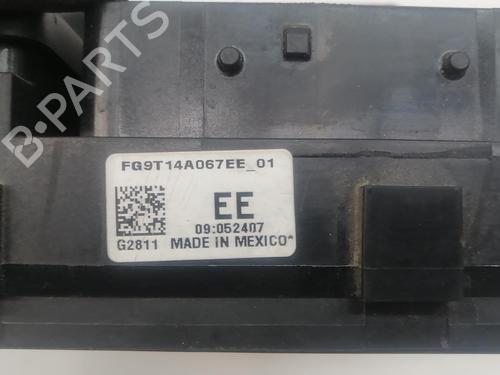 B-PARTS
FG9T14A067EE_01
EE
09:052407
G2811 MADE IN MEXICO*